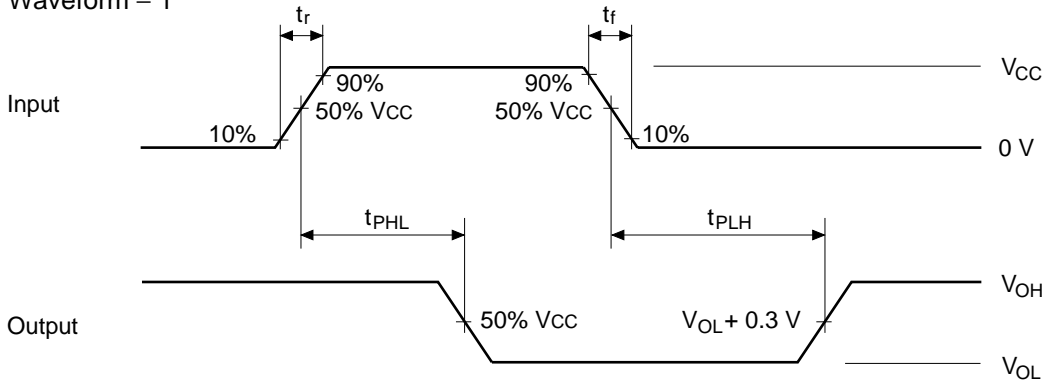 Waveform – 1
tr
tf
VCC
90%
90%
Input
50% VCC
50% VCC
10%
10%
0 V
tPHL
tPLH
VOH
Output
50% VCC
VOL + 0.3 V
VOL